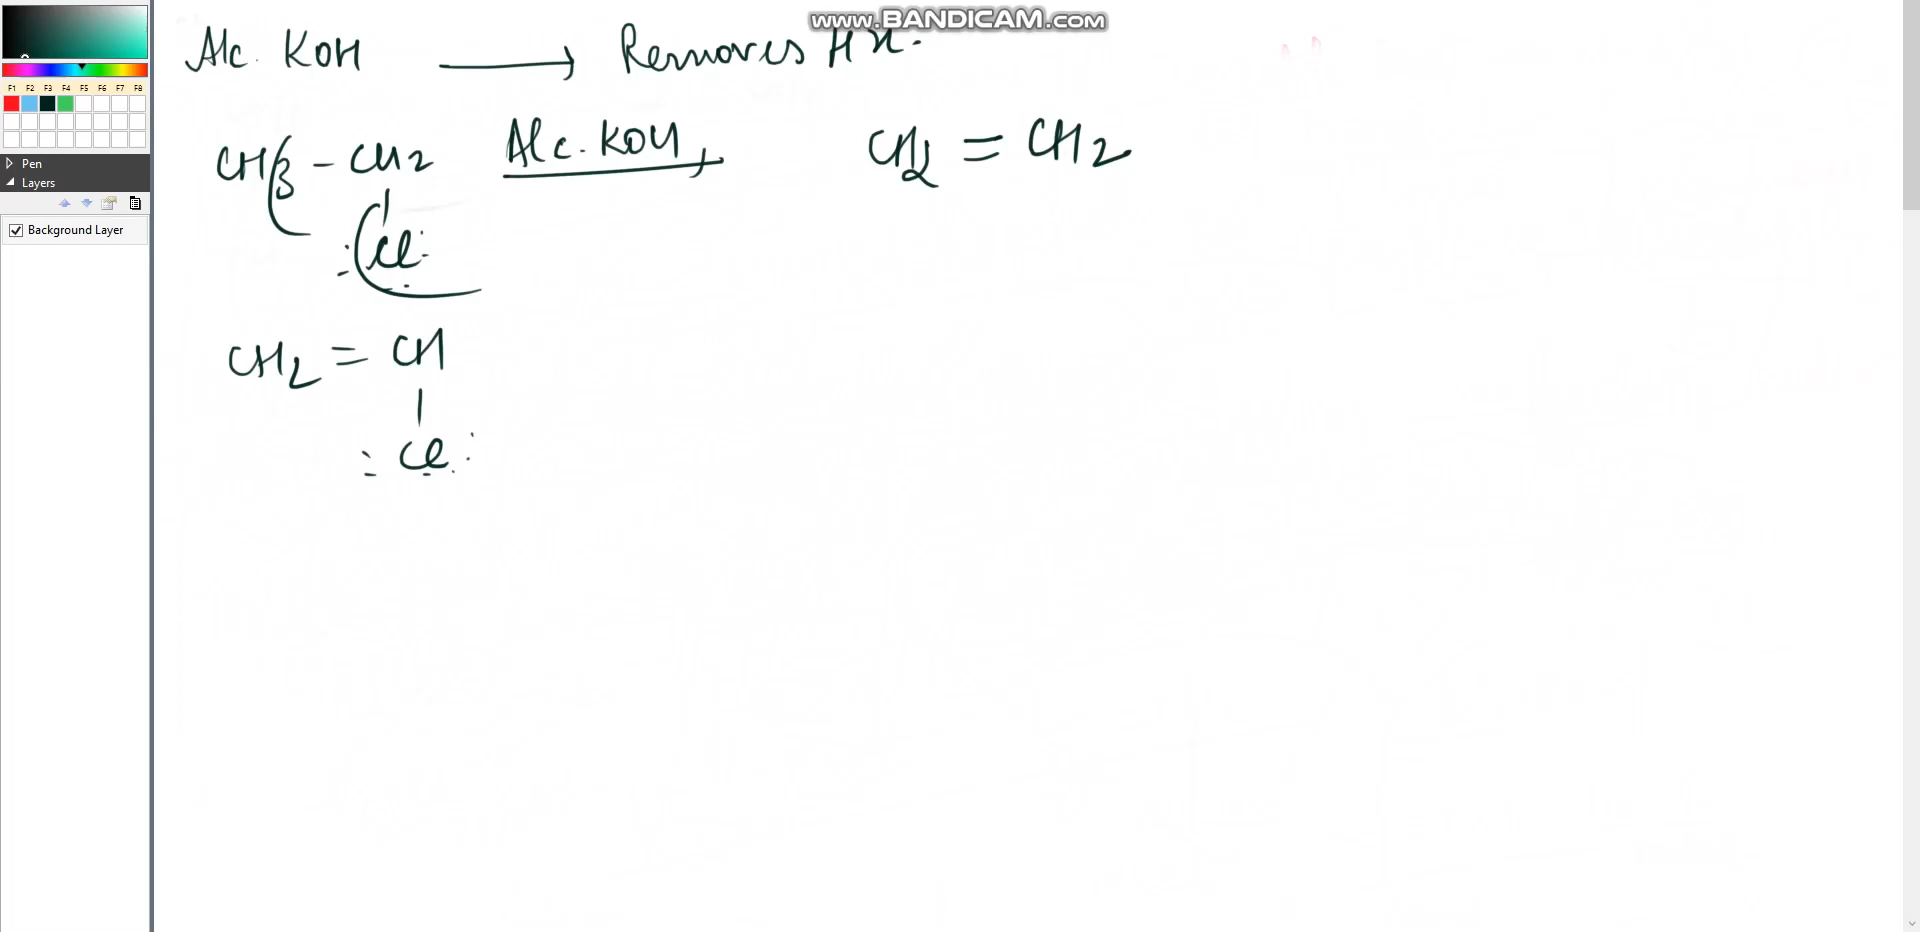 www.BANDICAM.com
Alc. KOH ⟶ Removes HX.
F1 F2 F3 F4 F5 F6 F7 F8
CH3 – CH2 Alc. KOH → CH2 = CH2
|
Cl
Pen
Layers
Background Layer
CH2 = CH
|
Cl